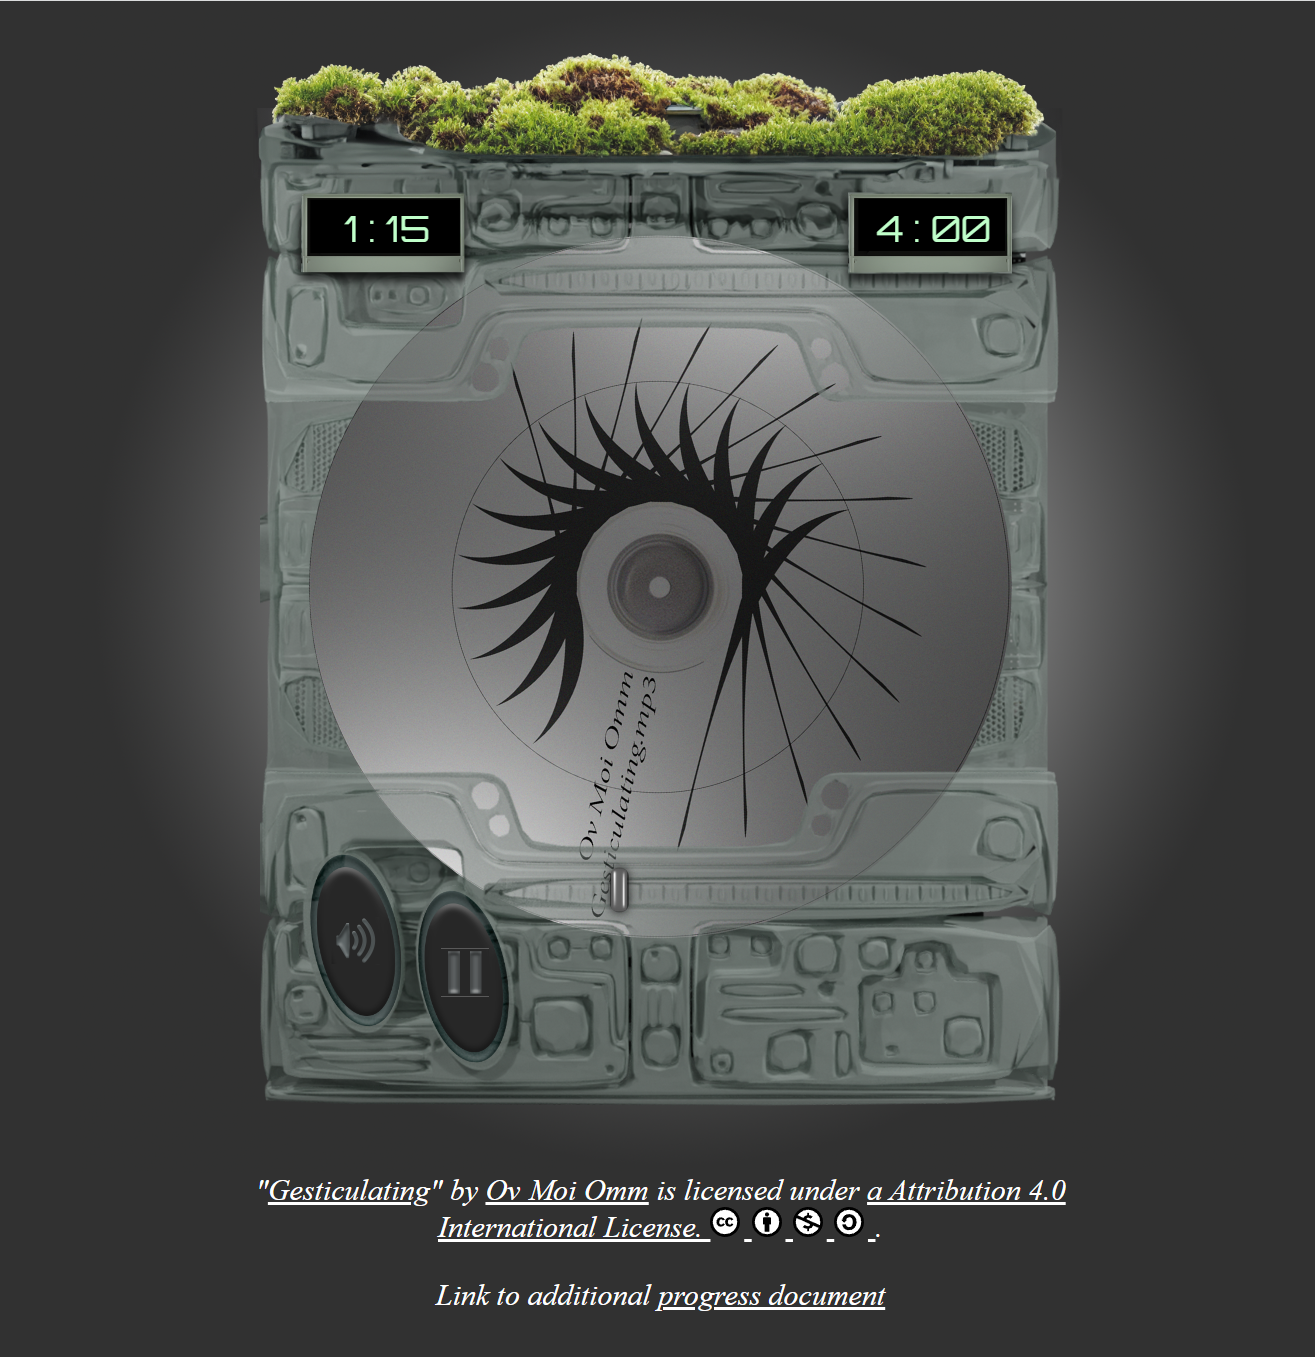 1:15
4:00
Ov Moi Omm
Gesticulating.mp3
"Gesticulating" by Ov Moi Omm is licensed under a Attribution 4.0
International License. cc .
Link to additional progress document